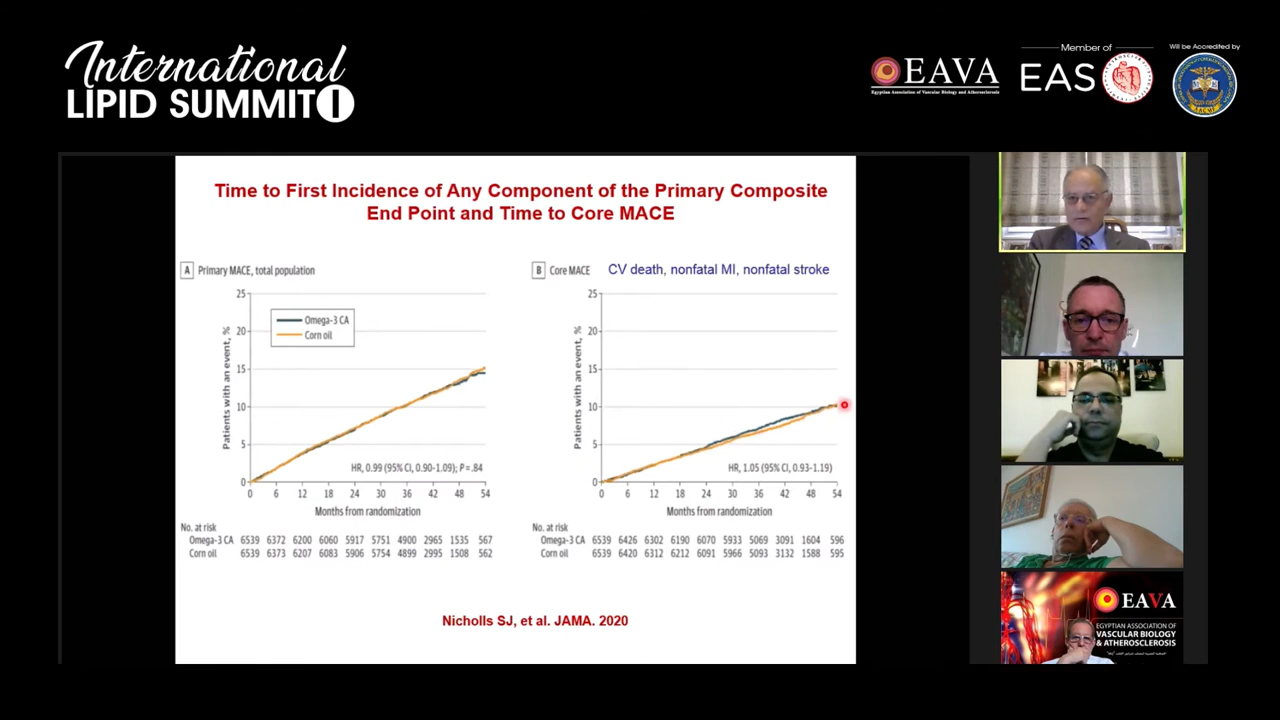 International
LIPID SUMMIT 1
EAVA
Egyptian Association of Vascular Biology and Atherosclerosis
Member of
EAS
Will be Accredited by
Time to First Incidence of Any Component of the Primary Composite
End Point and Time to Core MACE
A Primary MACE, total population
25
20
15
10
5
0
Patients with an event, %
Omega-3 CA
Corn oil
HR, 0.99 (95% CI, 0.90-1.09); P = .84
0 6 12 18 24 30 36 42 48 54
Months from randomization
No. at risk
Omega-3 CA 6539 6372 6200 6060 5917 5751 4900 2965 1535 567
Corn oil 6539 6373 6207 6083 5906 5754 4899 2995 1508 562
B Core MACE CV death, nonfatal MI, nonfatal stroke
25
20
15
10
5
0
Patients with an event, %
HR, 1.05 (95% CI, 0.93-1.19)
0 6 12 18 24 30 36 42 48 54
Months from randomization
No. at risk
Omega-3 CA 6539 6426 6302 6190 6070 5933 5069 3091 1604 596
Corn oil 6539 6420 6312 6212 6091 5966 5093 3132 1588 595
Nicholls SJ, et al. JAMA. 2020
EAVA
EGYPTIAN ASSOCIATION OF
VASCULAR BIOLOGY
& ATHEROSCLEROSIS